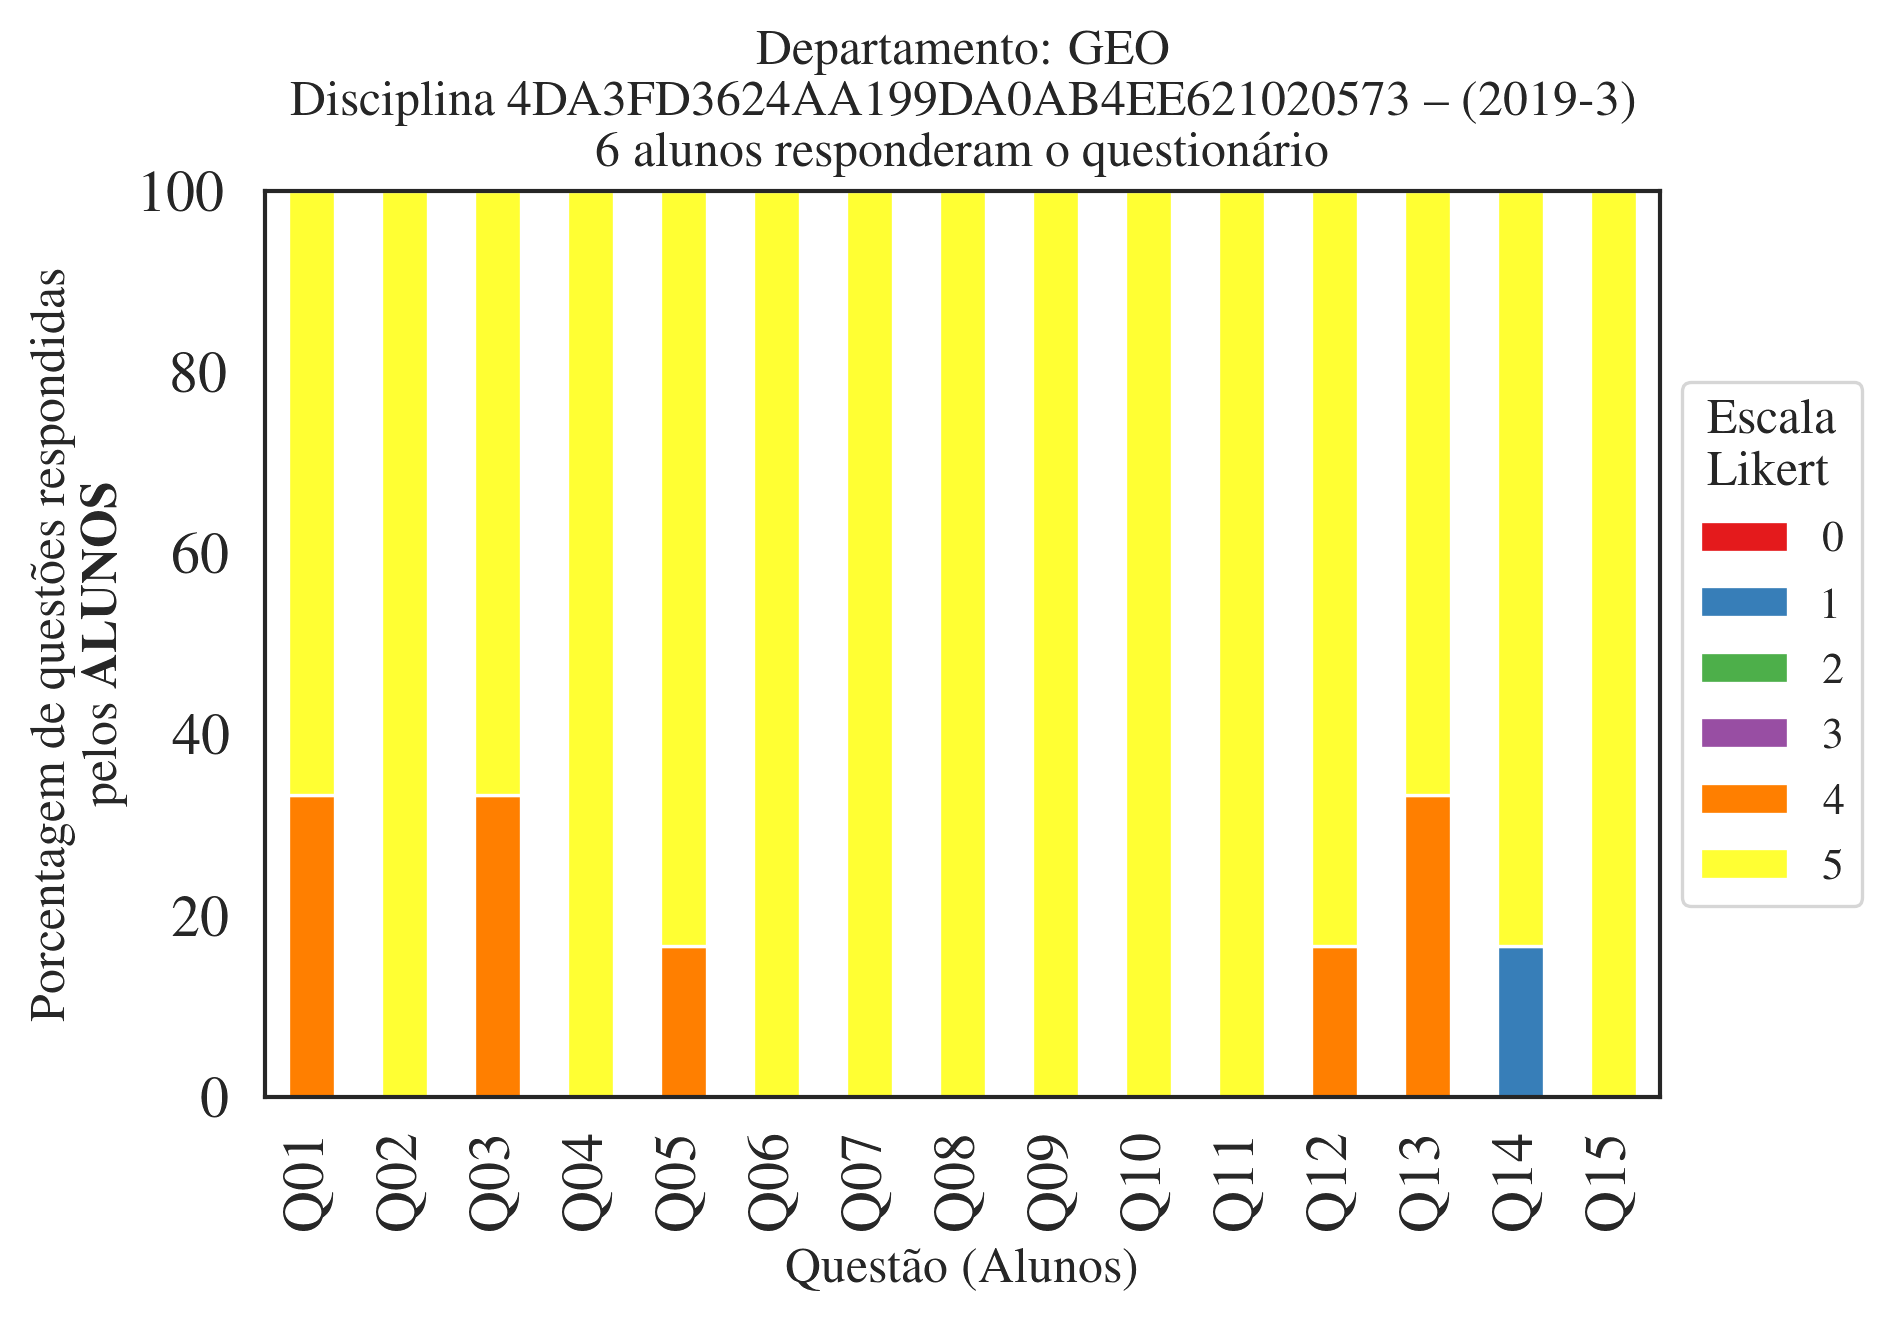 Departamento: GEO
Disciplina 4DA3FD3624AA199DA0AB4EE621020573 – (2019-3)
6 alunos responderam o questionário
100
80
60
40
20
0
Porcentagem de questões respondidas
pelos ALUNOS
Q01
Q02
Q03
Q04
Q05
Q06
Q07
Q08
Q09
Q10
Q11
Q12
Q13
Q14
Q15
Questão (Alunos)
Escala
Likert
0
1
2
3
4
5